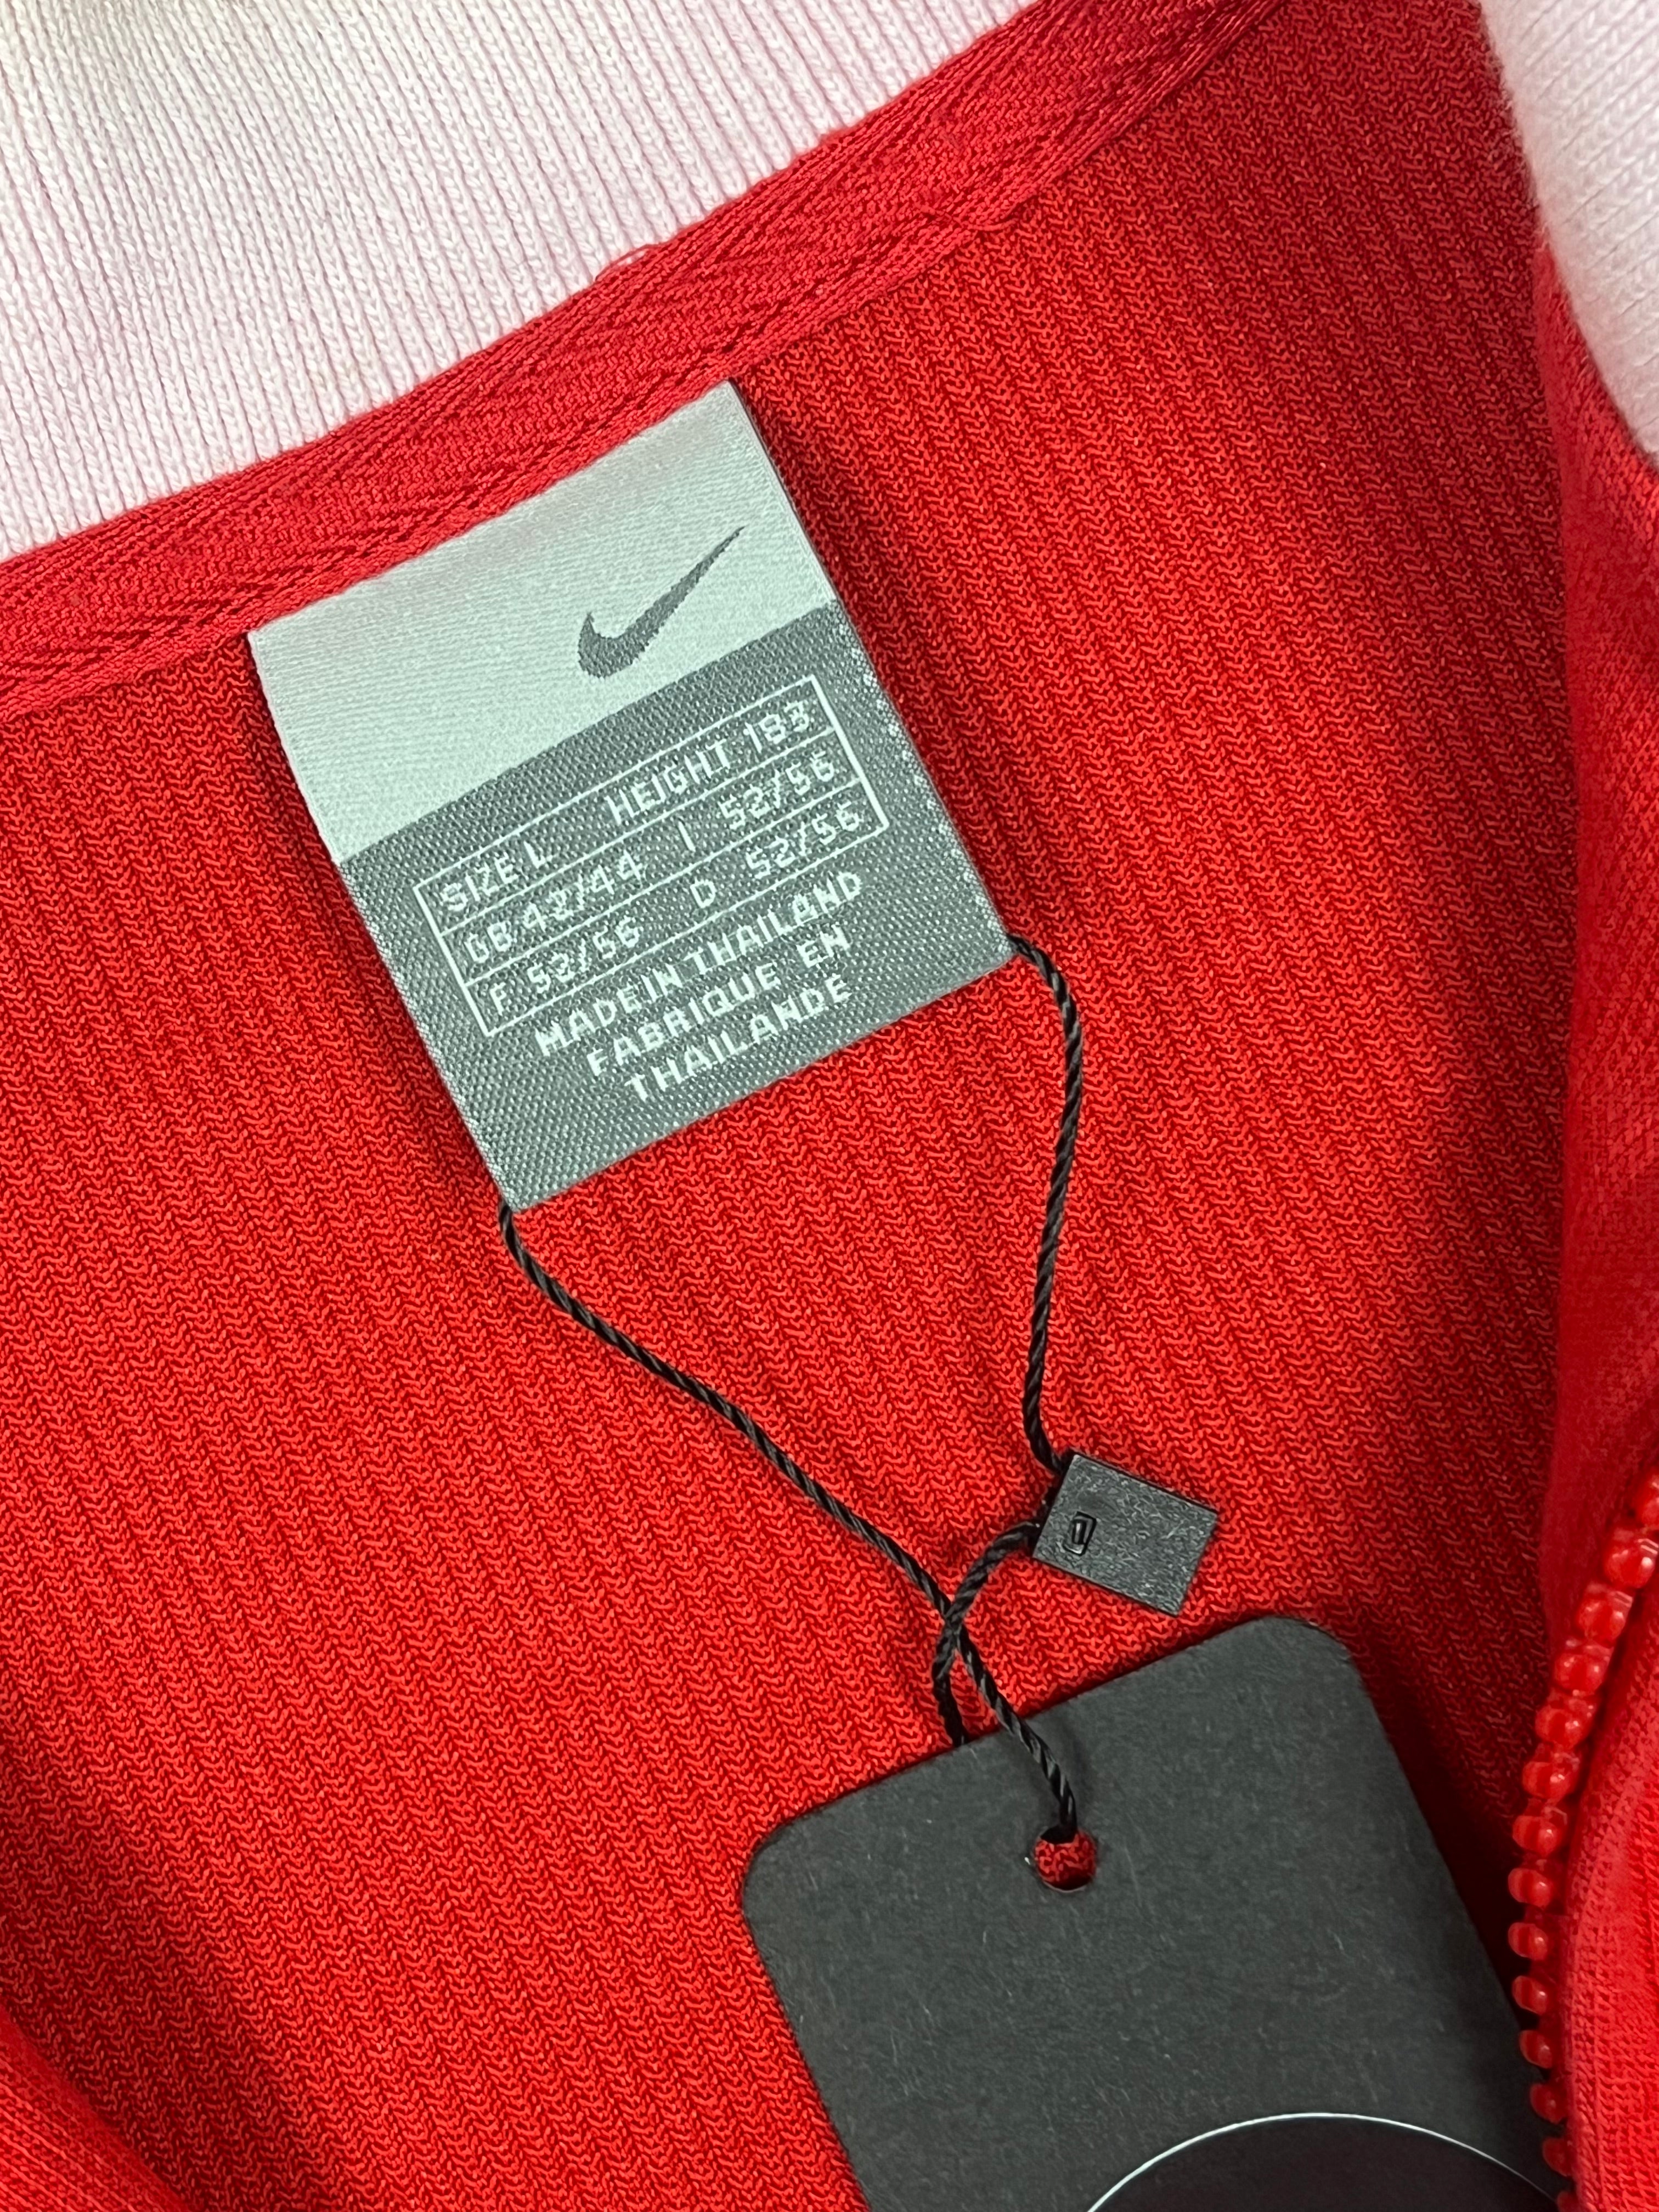 SIZE L HEIGHT 183
GB 42/44 I 52/56
F 52/56 D 52/56
MADE IN THAILAND
FABRIQUE EN
THAILANDE